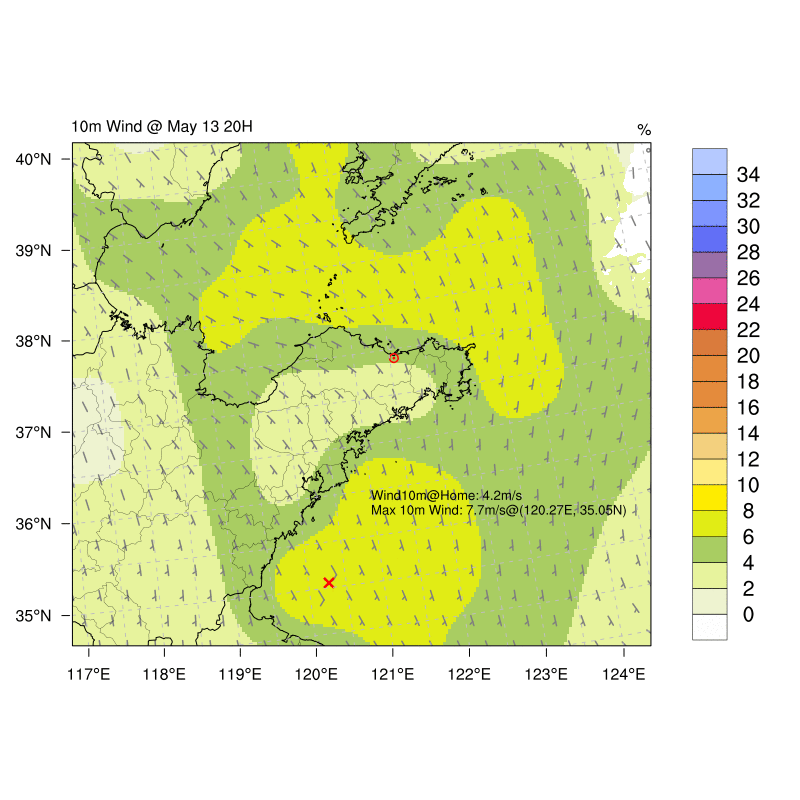 10m Wind @ May 13 20H
%
40°N
39°N
38°N
37°N
36°N
35°N
117°E
118°E
119°E
120°E
121°E
122°E
123°E
124°E
Wind10m@Home: 4.2m/s
Max 10m Wind: 7.7m/s@(120.27E, 35.05N)
34
32
30
28
26
24
22
20
18
16
14
12
10
8
6
4
2
0